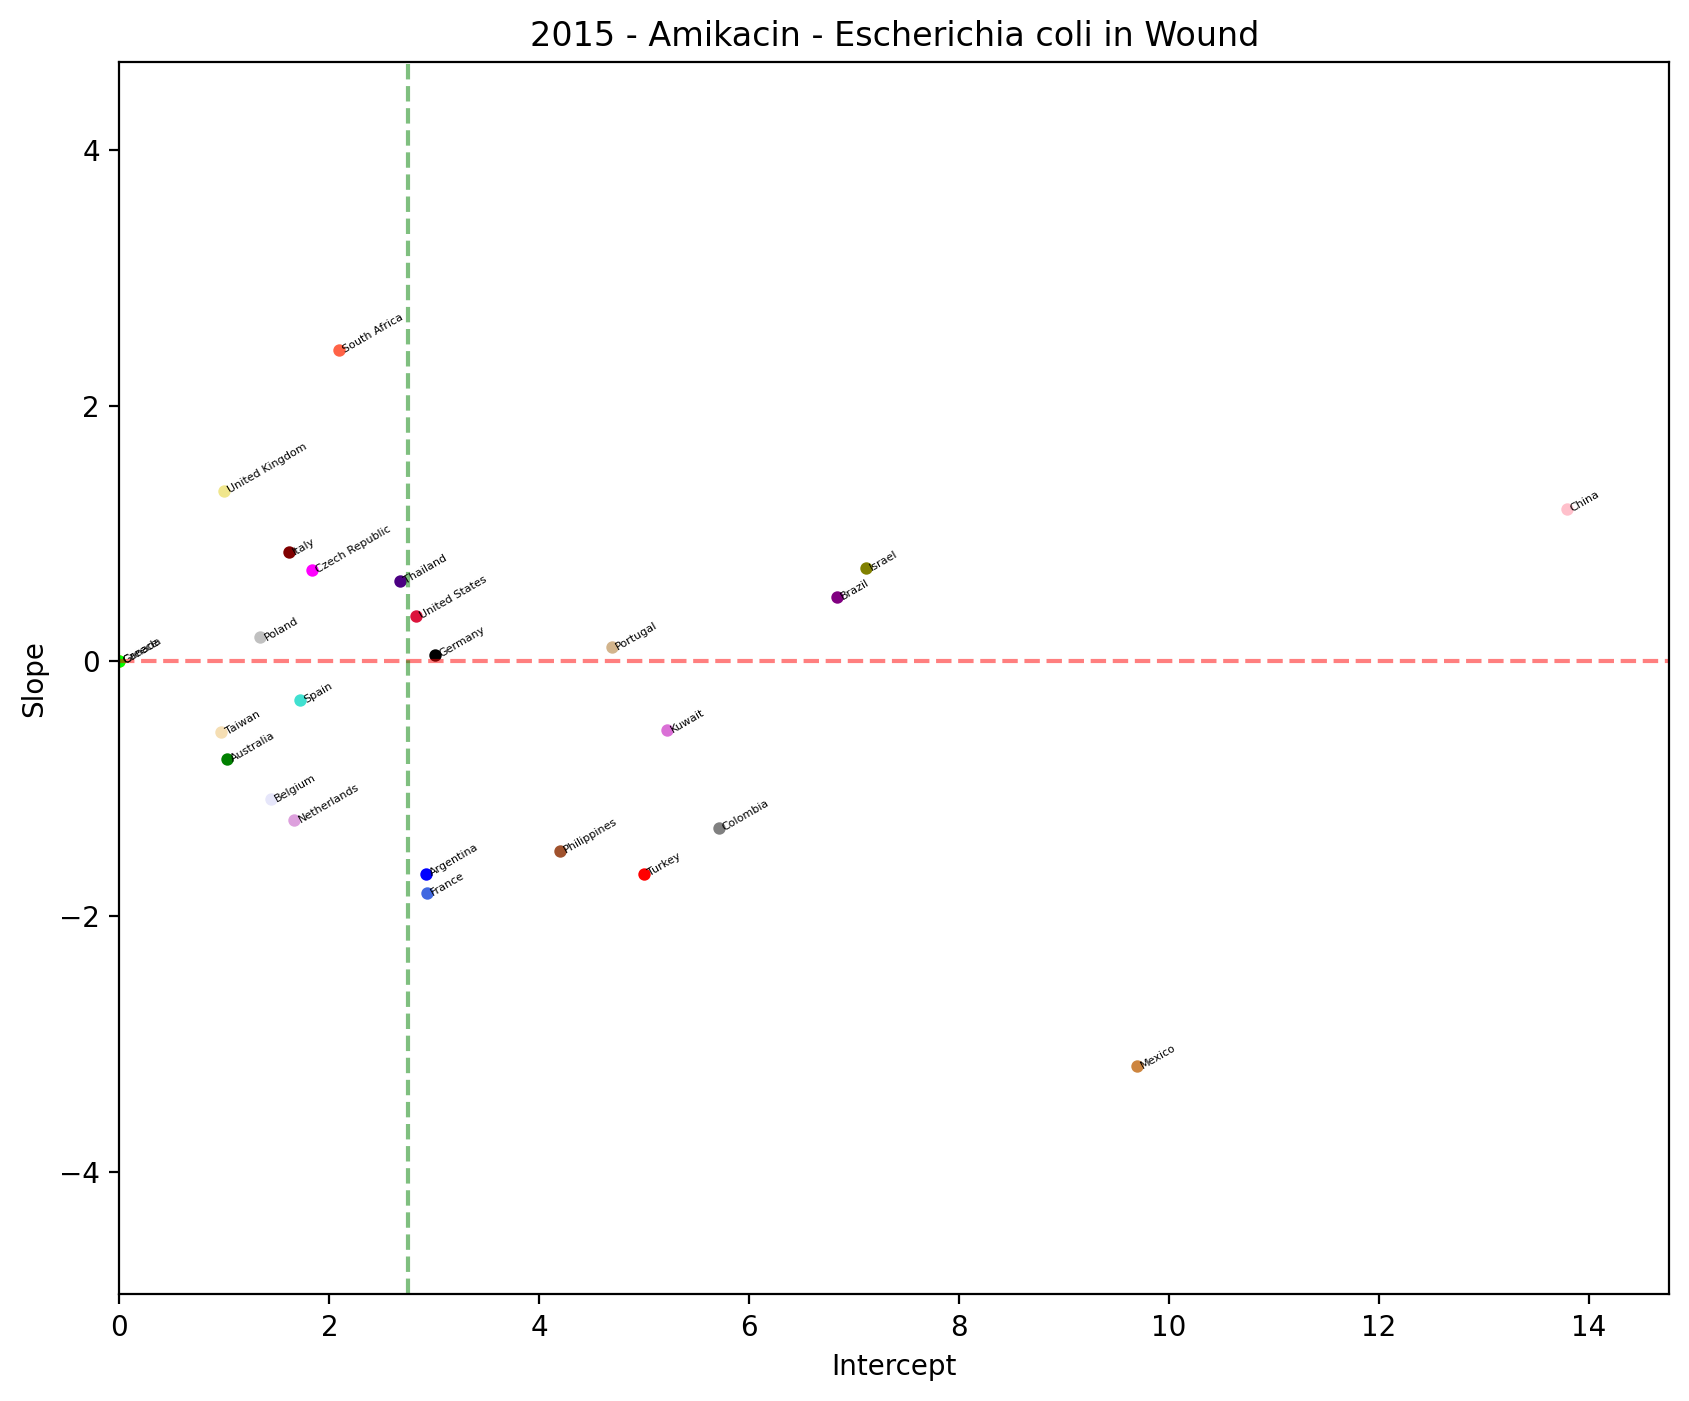 2015 - Amikacin - Escherichia coli in Wound
4
2
0
−2
−4
Slope
South Africa
United Kingdom
China
Italy
Czech Republic
Thailand
Israel
Brazil
United States
Poland
Germany
Portugal
Greece
Canada
Spain
Taiwan
Kuwait
Australia
Belgium
Netherlands
Colombia
Philippines
Argentina
Turkey
France
Mexico
0 2 4 6 8 10 12 14
Intercept